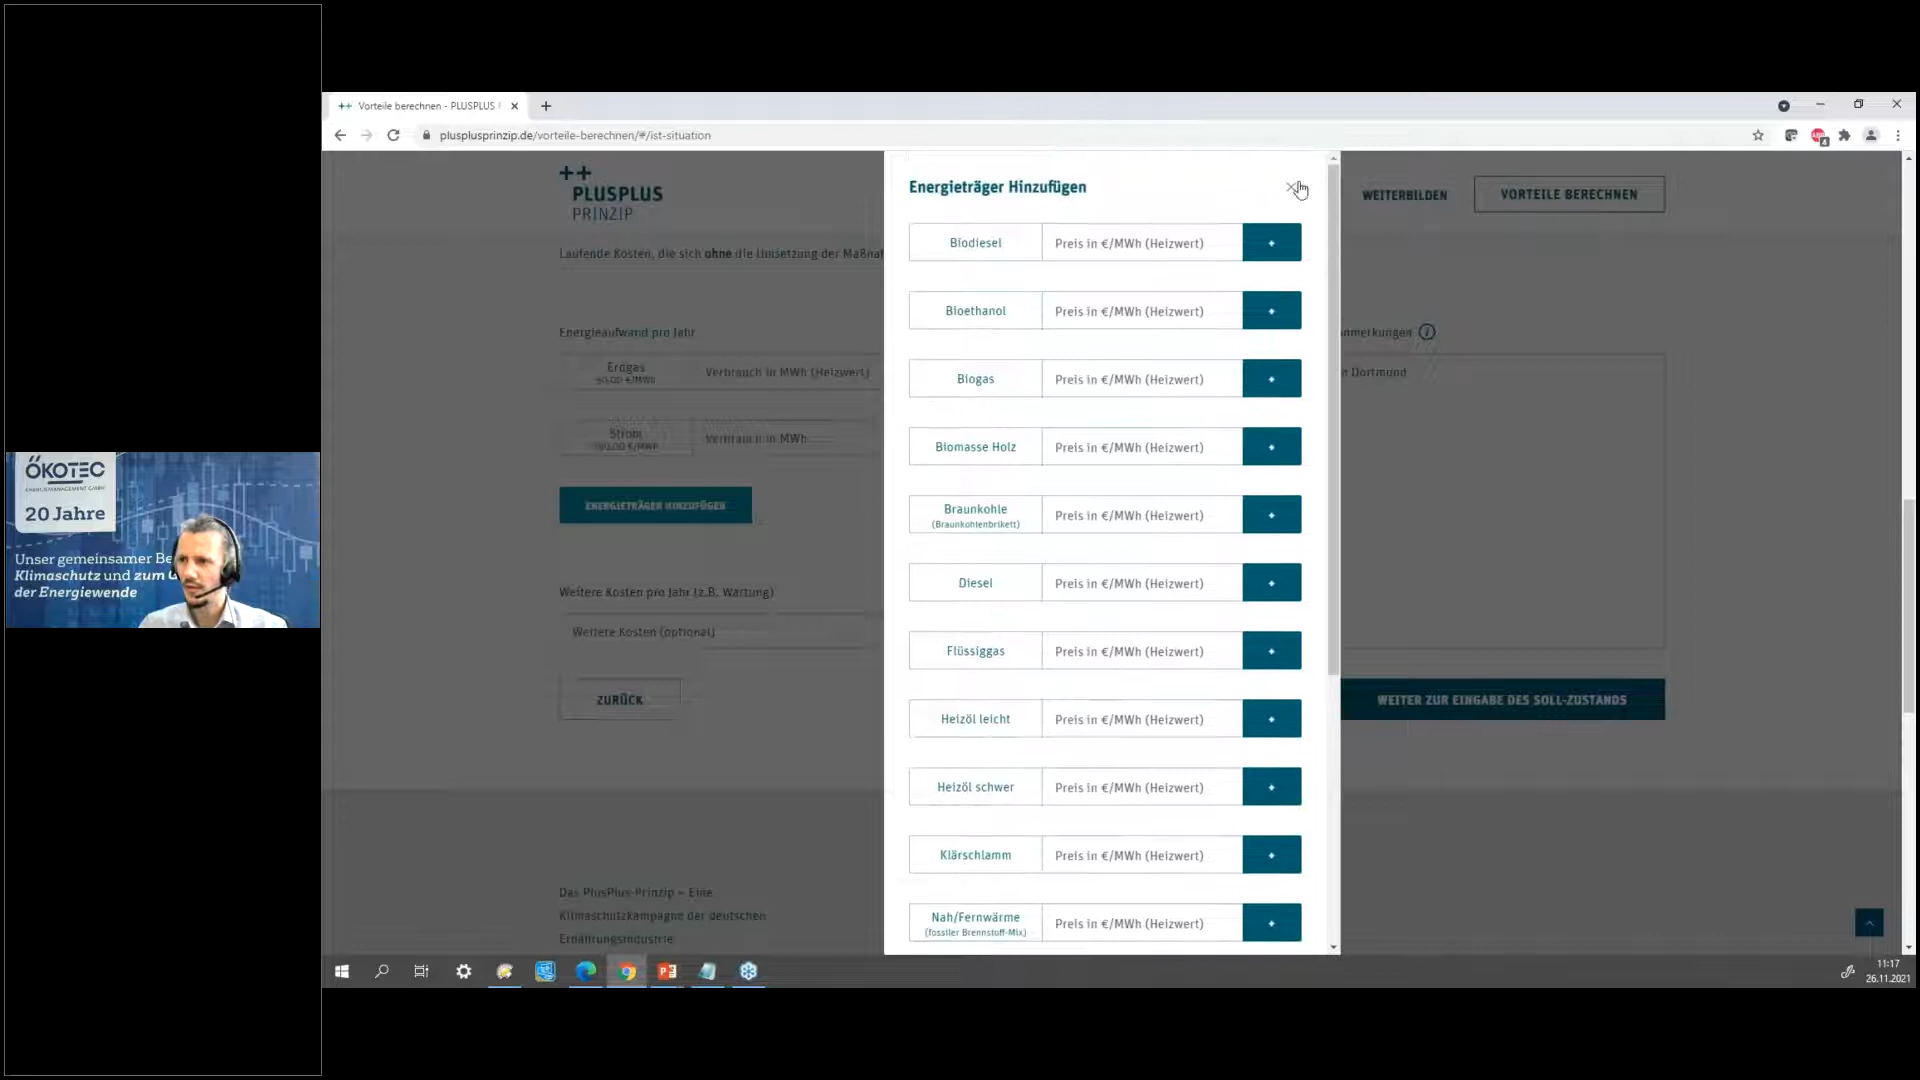 ÖKOTEC
ENERGIEMANAGEMENT GMBH
20 Jahre
Unser gemeinsamer Be
Klimaschutz und zum G
der Energiewende
Vorteile berechnen - PLUSPLUS
plusplusprinzip.de/vorteile-berechnen/#/ist-situation
++
PLUSPLUS
PRINZIP
WEITERBILDEN
VORTEILE BERECHNEN
Laufende Kosten, die sich ohne die Umsetzung der Maßnah
Energieaufwand pro Jahr
Erdgas
Verbrauch in MWh (Heizwert)
Strom
Verbrauch in MWh
ENERGIETRÄGER HINZUFÜGEN
Weitere Kosten pro Jahr (z.B. Wartung)
Weitere Kosten (optional)
ZURÜCK
Energieträger Hinzufügen
Biodiesel Preis in €/MWh (Heizwert) +
Bioethanol Preis in €/MWh (Heizwert) +
Biogas Preis in €/MWh (Heizwert) +
Biomasse Holz Preis in €/MWh (Heizwert) +
Braunkohle Preis in €/MWh (Heizwert) +
(Braunkohlenbrikett)
Diesel Preis in €/MWh (Heizwert) +
Flüssiggas Preis in €/MWh (Heizwert) +
Heizöl leicht Preis in €/MWh (Heizwert) +
Heizöl schwer Preis in €/MWh (Heizwert) +
Klärschlamm Preis in €/MWh (Heizwert) +
Nah/Fernwärme Preis in €/MWh (Heizwert) +
(fossiler Brennstoff-Mix)
nmerkungen i
Dortmund
WEITER ZUR EINGABE DES SOLL-ZUSTANDS
Das PlusPlus-Prinzip – Eine
Klimaschutzkampagne der deutschen
Ernährungsindustrie
11:17
26.11.2021